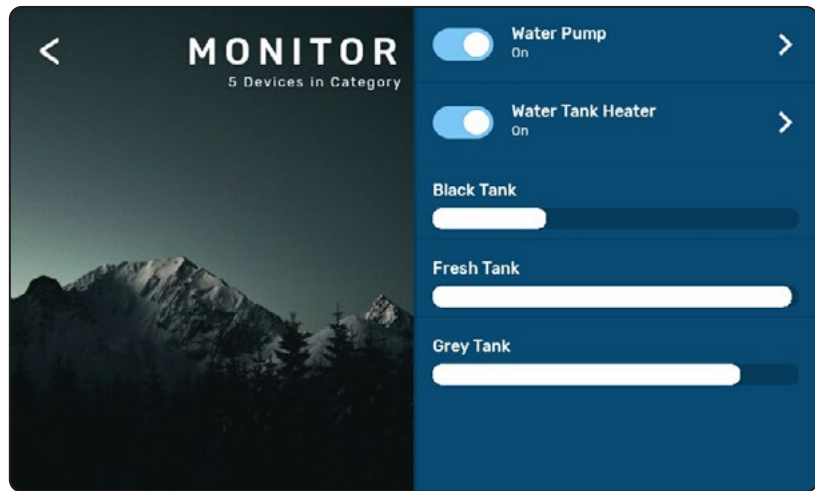 MONITOR
5 Devices in Category
Water Pump
On
Water Tank Heater
On
Black Tank
Fresh Tank
Grey Tank